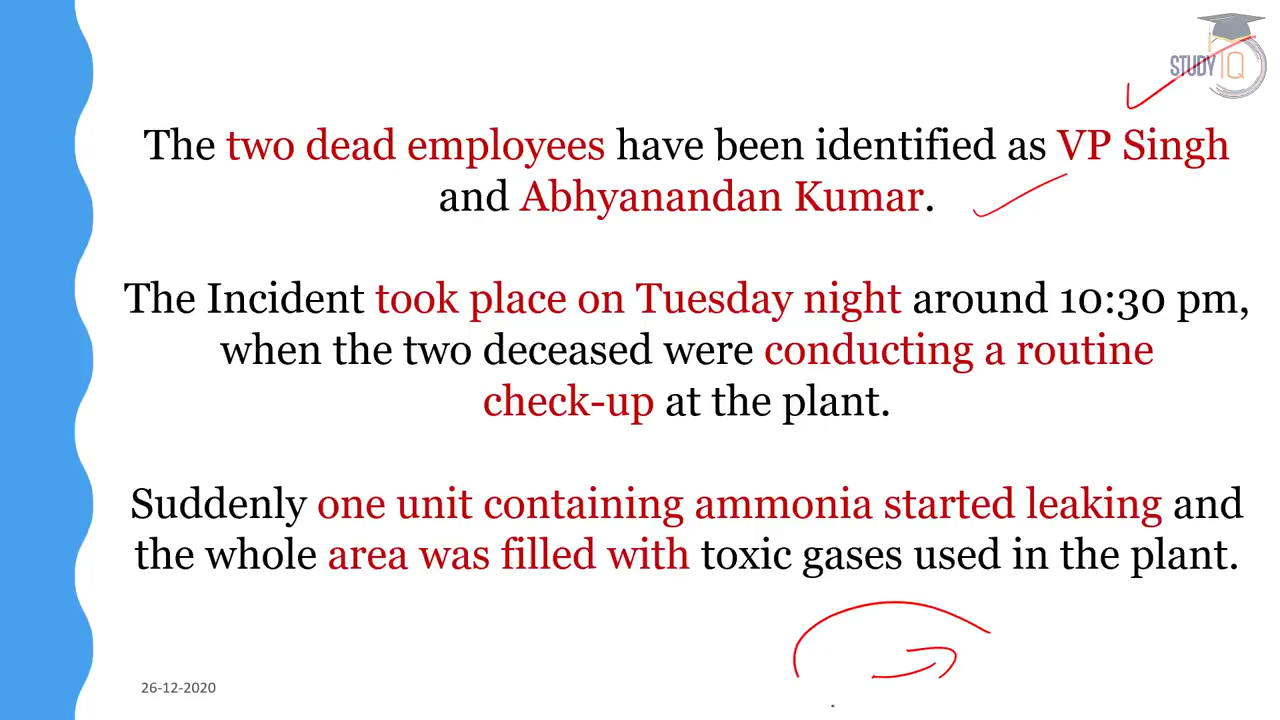 STUDY IQ
The two dead employees have been identified as VP Singh
and Abhyanandan Kumar.
The Incident took place on Tuesday night around 10:30 pm,
when the two deceased were conducting a routine
check-up at the plant.
Suddenly one unit containing ammonia started leaking and
the whole area was filled with toxic gases used in the plant.
26-12-2020